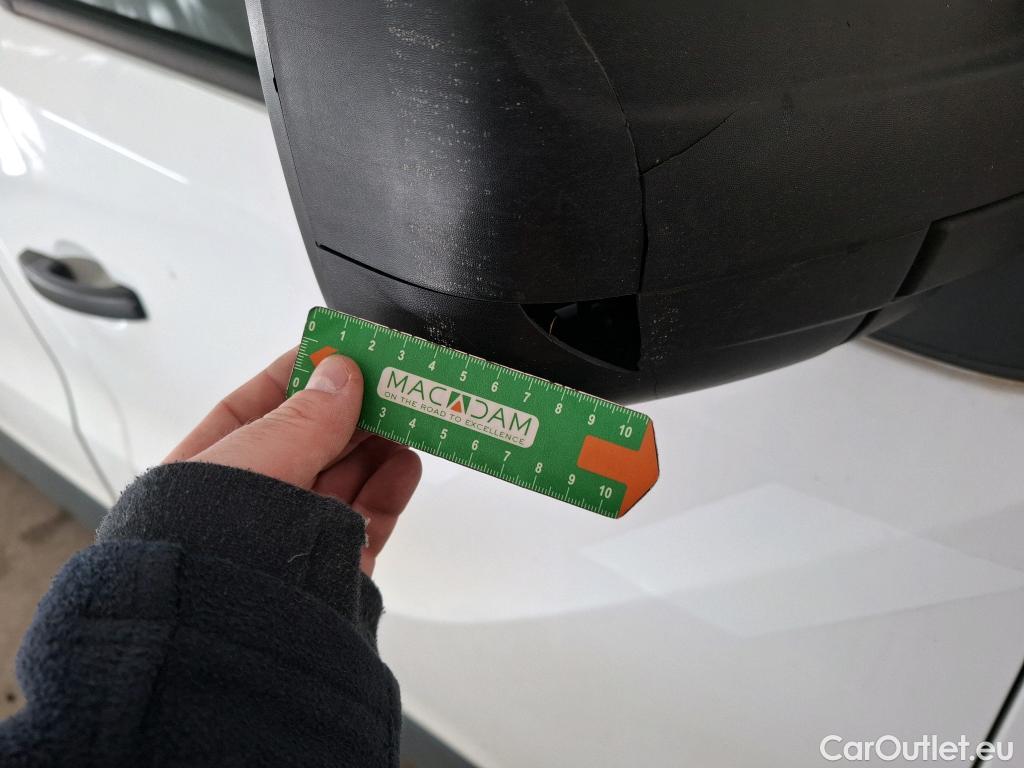 0 1 2 3 4 5 6 7 8 9 10
MACADAM
ON THE ROAD TO EXCELLENCE
0 3 4 5 6 7 8 9 10
CarOutlet.eu